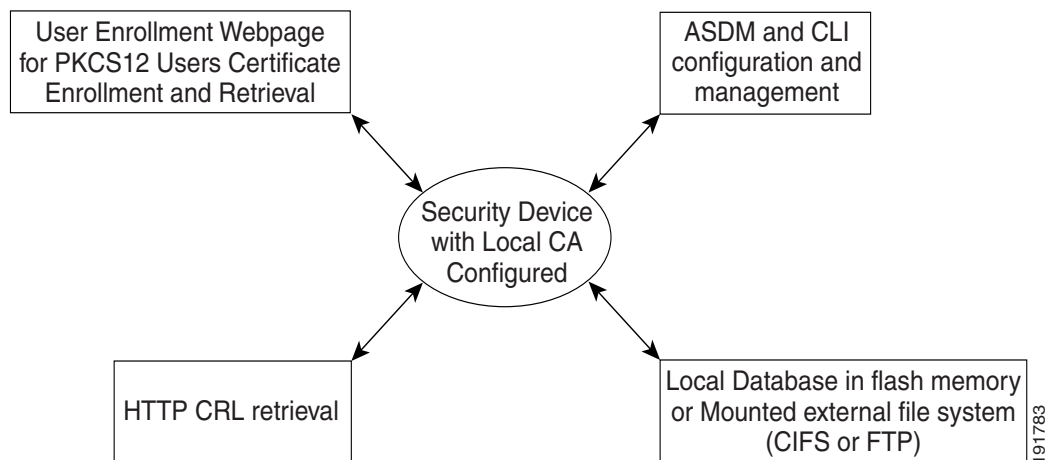 User Enrollment Webpage
for PKCS12 Users Certificate
Enrollment and Retrieval
ASDM and CLI
configuration and
management
Security Device
with Local CA
Configured
HTTP CRL retrieval
Local Database in flash memory
or Mounted external file system
(CIFS or FTP)
191783